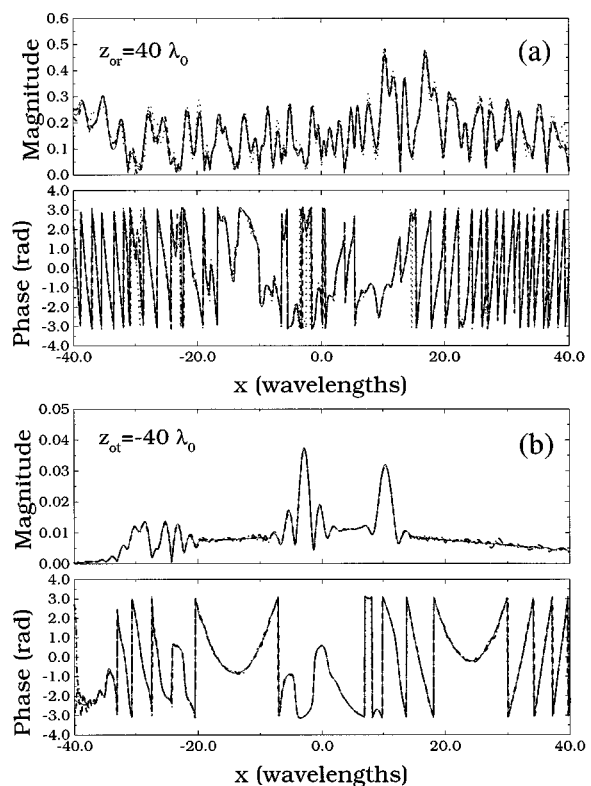 0.6
z_or=40 λ_0
(a)
0.5
0.4
0.3
0.2
0.1
0.0
Magnitude
4.0
3.0
2.0
1.0
0.0
-1.0
-2.0
-3.0
-4.0
Phase (rad)
-40.0 -20.0 0.0 20.0 40.0
x (wavelengths)
0.05
z_ot=-40 λ_0
(b)
0.04
0.03
0.02
0.01
0.00
Magnitude
4.0
3.0
2.0
1.0
0.0
-1.0
-2.0
-3.0
-4.0
Phase (rad)
-40.0 -20.0 0.0 20.0 40.0
x (wavelengths)